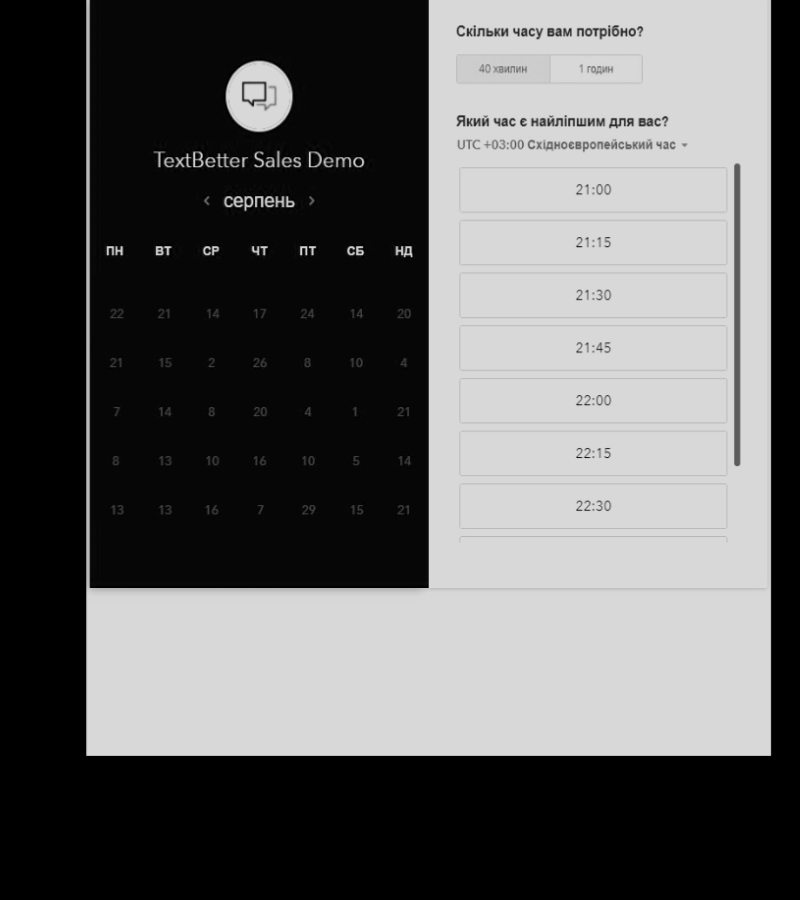 TextBetter Sales Demo
‹ серпень ›
ПН ВТ СР ЧТ ПТ СБ НД
22 21 14 17 24 14 20
21 15 2 26 8 10 4
7 14 8 20 4 1 21
8 13 10 16 10 5 14
13 13 16 7 29 15 21
Скільки часу вам потрібно?
40 хвилин 1 годин
Який час є найліпшим для вас?
UTC +03:00 Східноєвропейський час
21:00
21:15
21:30
21:45
22:00
22:15
22:30